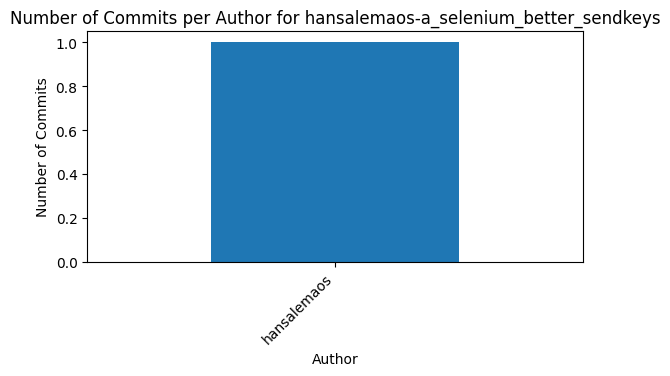 Number of Commits per Author for hansalemaos-a_selenium_better_sendkeys
Number of Commits
1.0
0.8
0.6
0.4
0.2
0.0
hansalemaos
Author